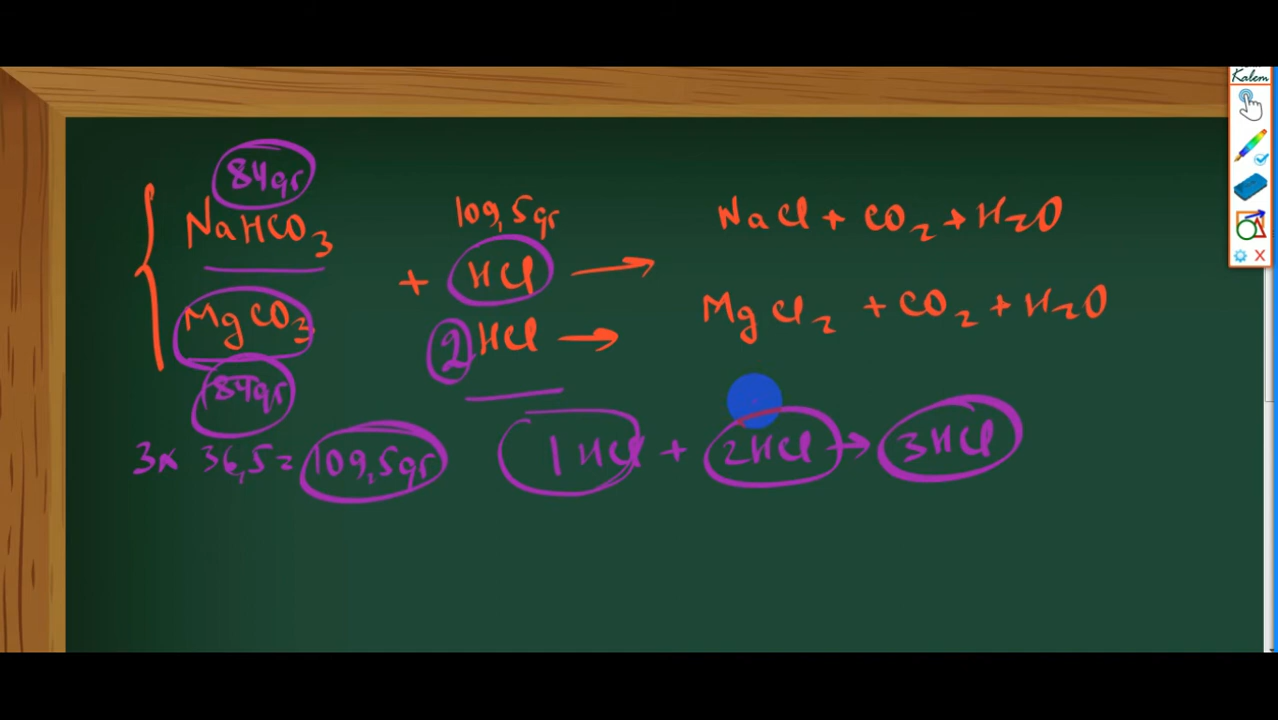 Kalem
84gr
NaHCO3 109,5gr NaCl + CO2 + H2O
+ HCl →
MgCO3 2HCl → MgCl2 + CO2 + H2O
84gr
3x 36,5= 109,5gr 1HCl + 2HCl → 3HCl